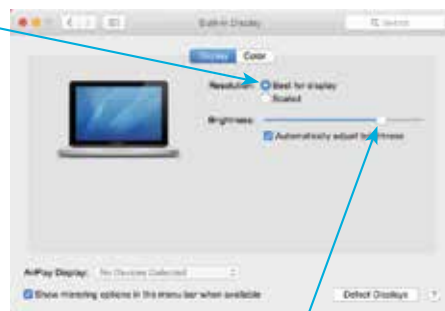 Built-in Display
Search
Display Color
Resolution: Best for display
Scaled
Brightness:
Automatically adjust brightness
AirPlay Display: No Devices Detected
Show mirroring options in the menu bar when available
Detect Displays ?